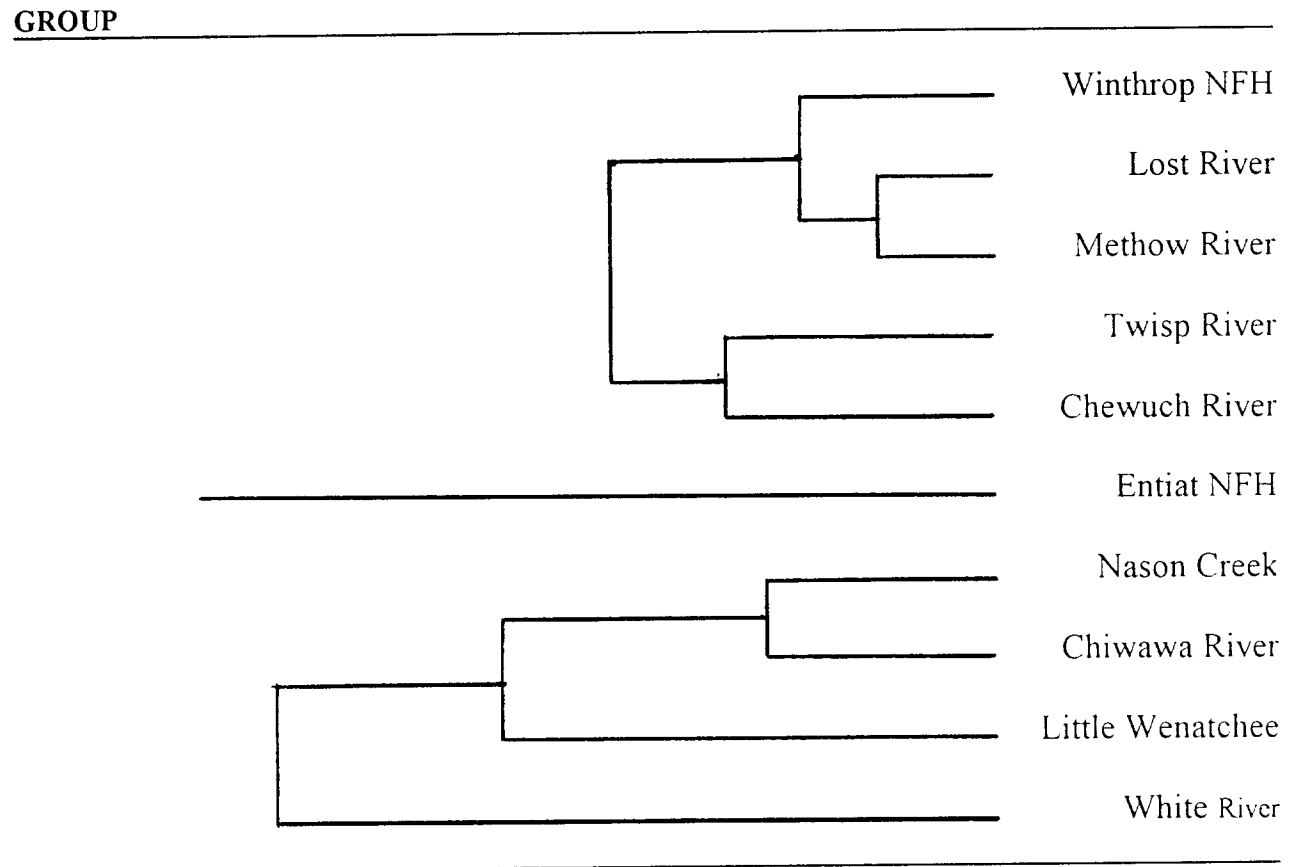 GROUP
Winthrop NFH
Lost River
Methow River
Twisp River
Chewuch River
Entiat NFH
Nason Creek
Chiwawa River
Little Wenatchee
White River